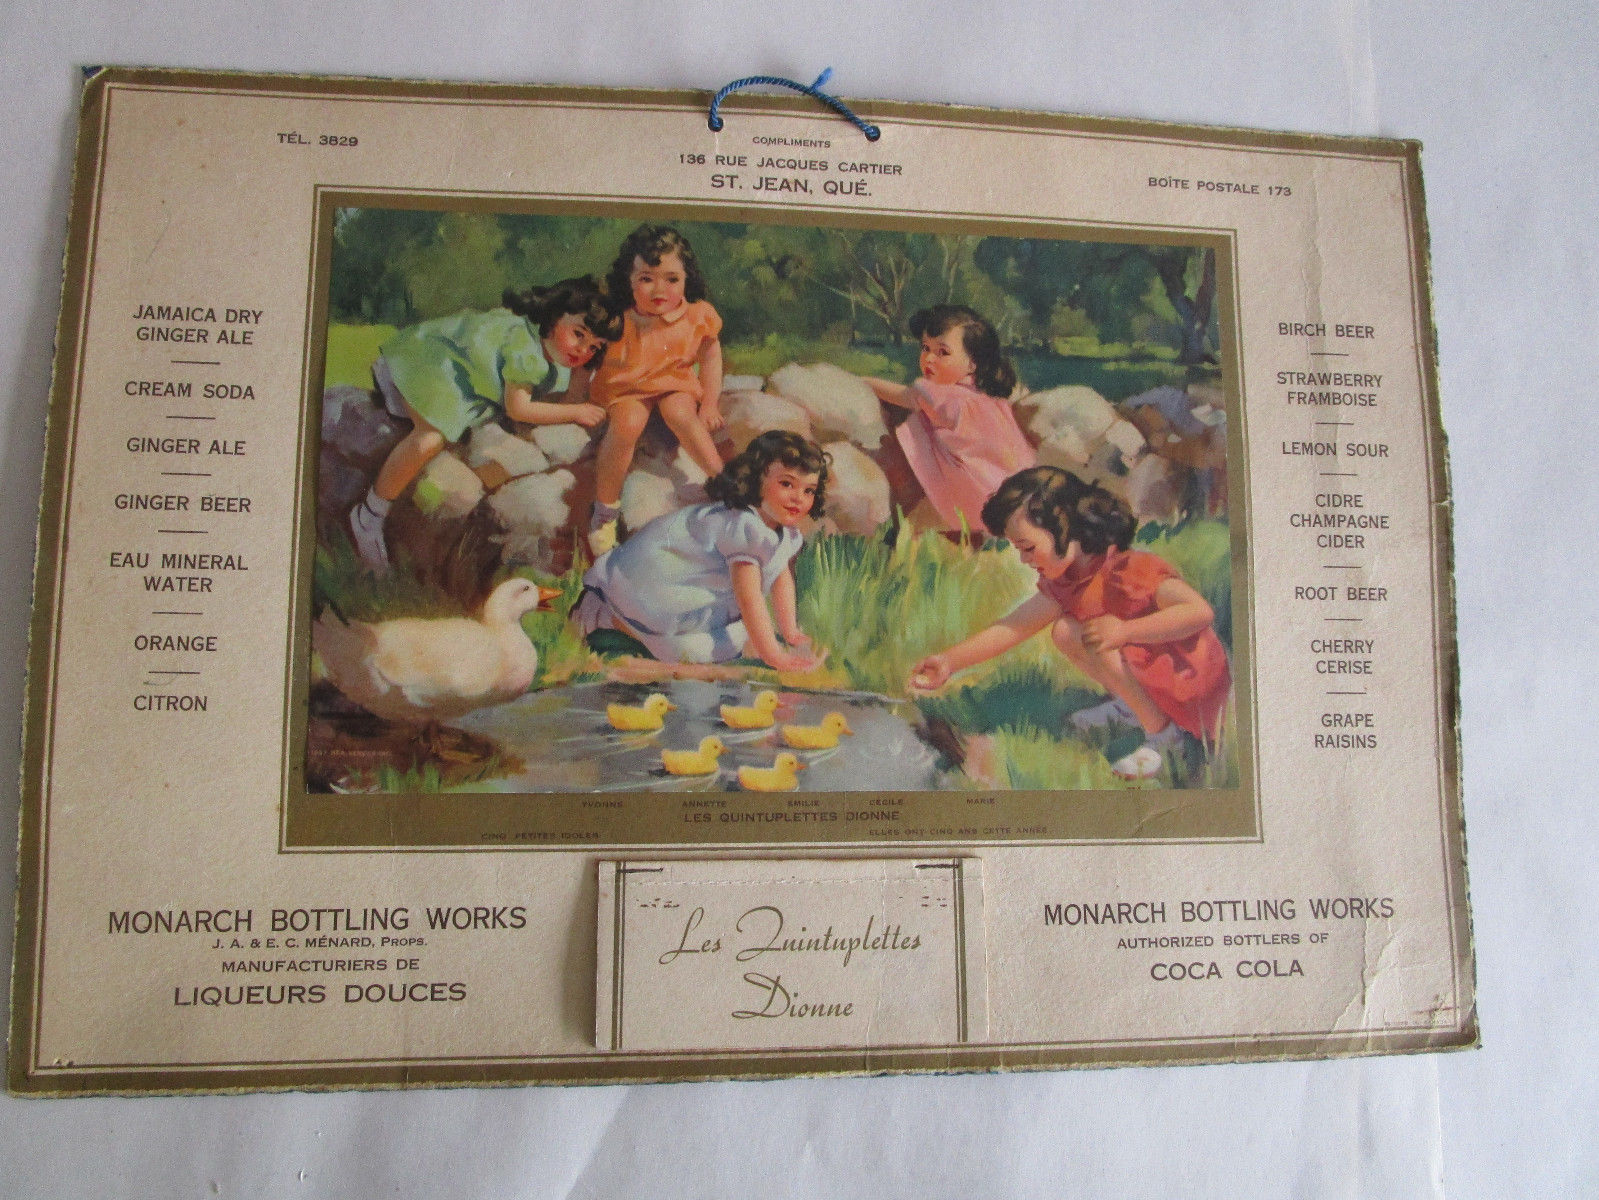 TÉL. 3829
COMPLIMENTS
136 RUE JACQUES CARTIER
ST. JEAN, QUÉ.
BOÎTE POSTALE 173
JAMAICA DRY
GINGER ALE
CREAM SODA
GINGER ALE
GINGER BEER
EAU MINERAL
WATER
ORANGE
CITRON
BIRCH BEER
STRAWBERRY
FRAMBOISE
LEMON SOUR
CIDRE
CHAMPAGNE
CIDER
ROOT BEER
CHERRY
CERISE
GRAPE
RAISINS
YVONNE ANNETTE EMILIE CECILE MARIE
LES QUINTUPLETTES DIONNE
CINQ PETITES IDOLES ELLES ONT CINQ ANS CETTE ANNÉE
MONARCH BOTTLING WORKS
J. A. & E. C. MÉNARD, PROPS.
MANUFACTURIERS DE
LIQUEURS DOUCES
Les Quintuplettes
Dionne
MONARCH BOTTLING WORKS
AUTHORIZED BOTTLERS OF
COCA COLA